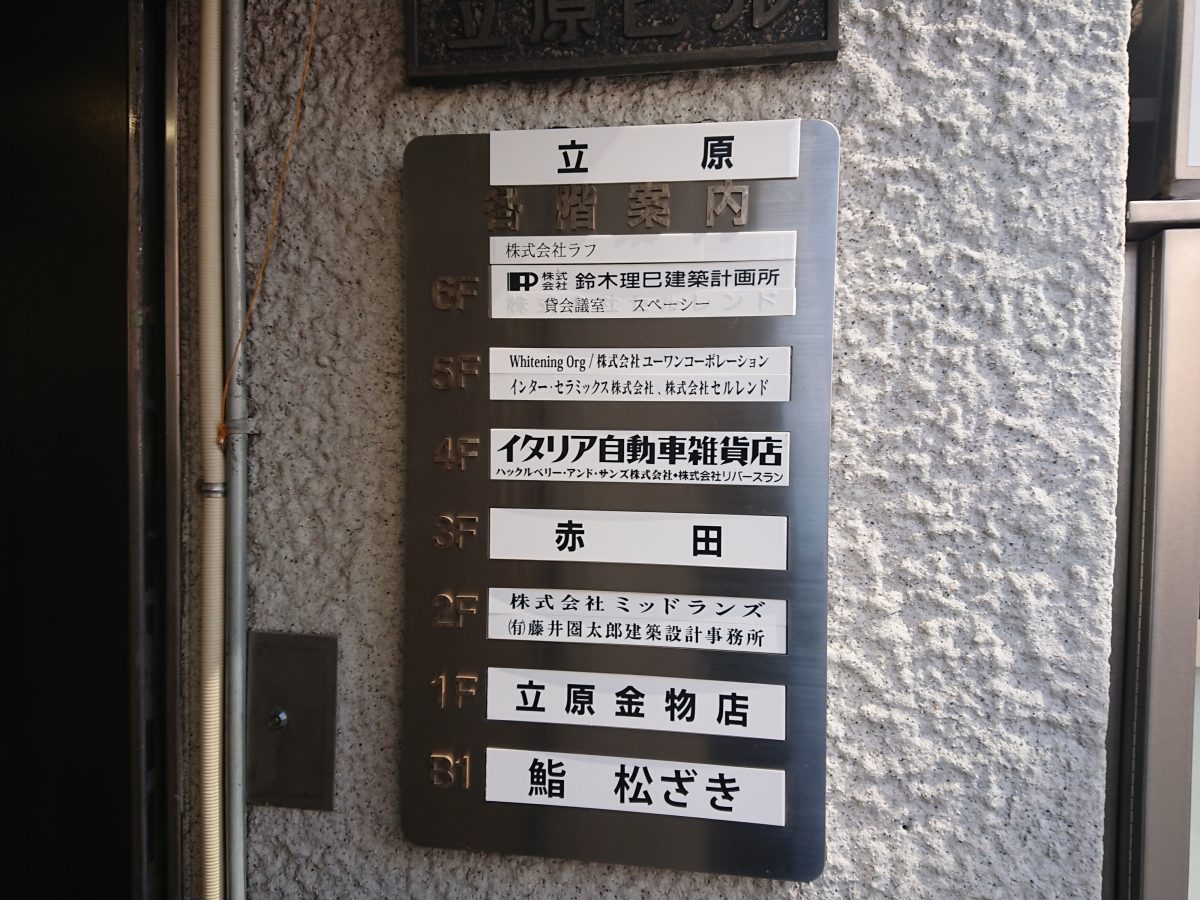 立原ビル
立 原
各階案内
株式会社ラフ
6F 株式会社 鈴木理巳建築計画所
貸会議室 スペーシー
5F Whitening Org / 株式会社ユーワンコーポレーション
インター・セラミックス株式会社、株式会社セルレンド
4F イタリア自動車雑貨店
ハックルベリー・アンド・サンズ株式会社・株式会社リバースラン
3F 赤 田
2F 株式会社ミッドランズ
㈲藤井圏太郎建築設計事務所
1F 立原金物店
B1 鮨 松ざき